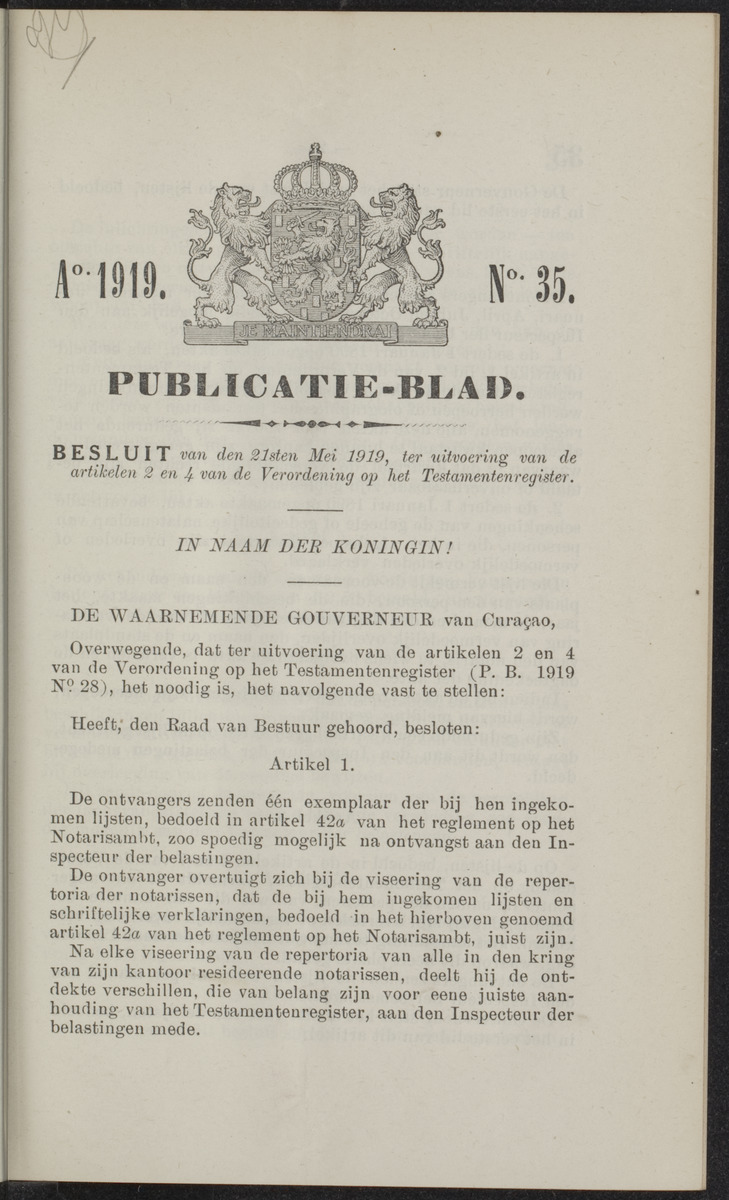 Aº. 1919.
Nº. 35.
JE MAINTIENDRAI
PUBLICATIE-BLAD.
BESLUIT van den 21sten Mei 1919, ter uitvoering van de
artikelen 2 en 4 van de Verordening op het Testamentenregister.
IN NAAM DER KONINGIN!
DE WAARNEMENDE GOUVERNEUR van Curaçao,
Overwegende, dat ter uitvoering van de artikelen 2 en 4
van de Verordening op het Testamentenregister (P. B. 1919
Nº 28), het noodig is, het navolgende vast te stellen:
Heeft, den Raad van Bestuur gehoord, besloten:
Artikel 1.
De ontvangers zenden één exemplaar der bij hen ingeko-
men lijsten, bedoeld in artikel 42a van het reglement op het
Notarisambt, zoo spoedig mogelijk na ontvangst aan den In-
specteur der belastingen.
De ontvanger overtuigt zich bij de viseering van de reper-
toria der notarissen, dat de bij hem ingekomen lijsten en
schriftelijke verklaringen, bedoeld in het hierboven genoemd
artikel 42a van het reglement op het Notarisambt, juist zijn.
Na elke viseering van de repertoria van alle in den kring
van zijn kantoor resideerende notarissen, deelt hij de ont-
dekte verschillen, die van belang zijn voor eene juiste aan-
houding van het Testamentenregister, aan den Inspecteur der
belastingen mede.